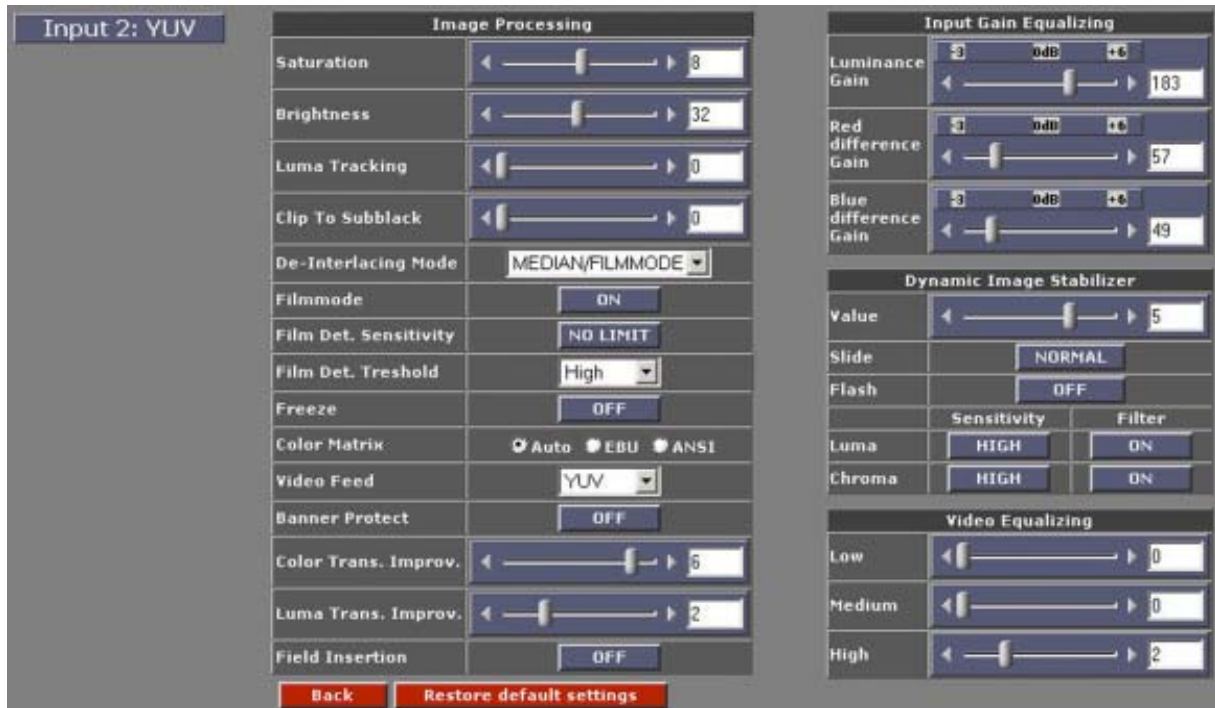 Input 2: YUV
Image Processing
Saturation 8
Brightness 32
Luma Tracking 0
Clip To Subblack 0
De-Interlacing Mode MEDIAN/FILMMODE
Filmmode ON
Film Det. Sensitivity NO LIMIT
Film Det. Treshold High
Freeze OFF
Color Matrix Auto EBU ANSI
Video Feed YUV
Banner Protect OFF
Color Trans. Improv. 6
Luma Trans. Improv. 2
Field Insertion OFF
Back Restore default settings
Input Gain Equalizing
-3 0dB +6
Luminance
Gain 183
-3 0dB +6
Red
difference
Gain 57
-3 0dB +6
Blue
difference
Gain 49
Dynamic Image Stabilizer
Value 5
Slide NORMAL
Flash OFF
Sensitivity Filter
Luma HIGH ON
Chroma HIGH ON
Video Equalizing
Low 0
Medium 0
High 2